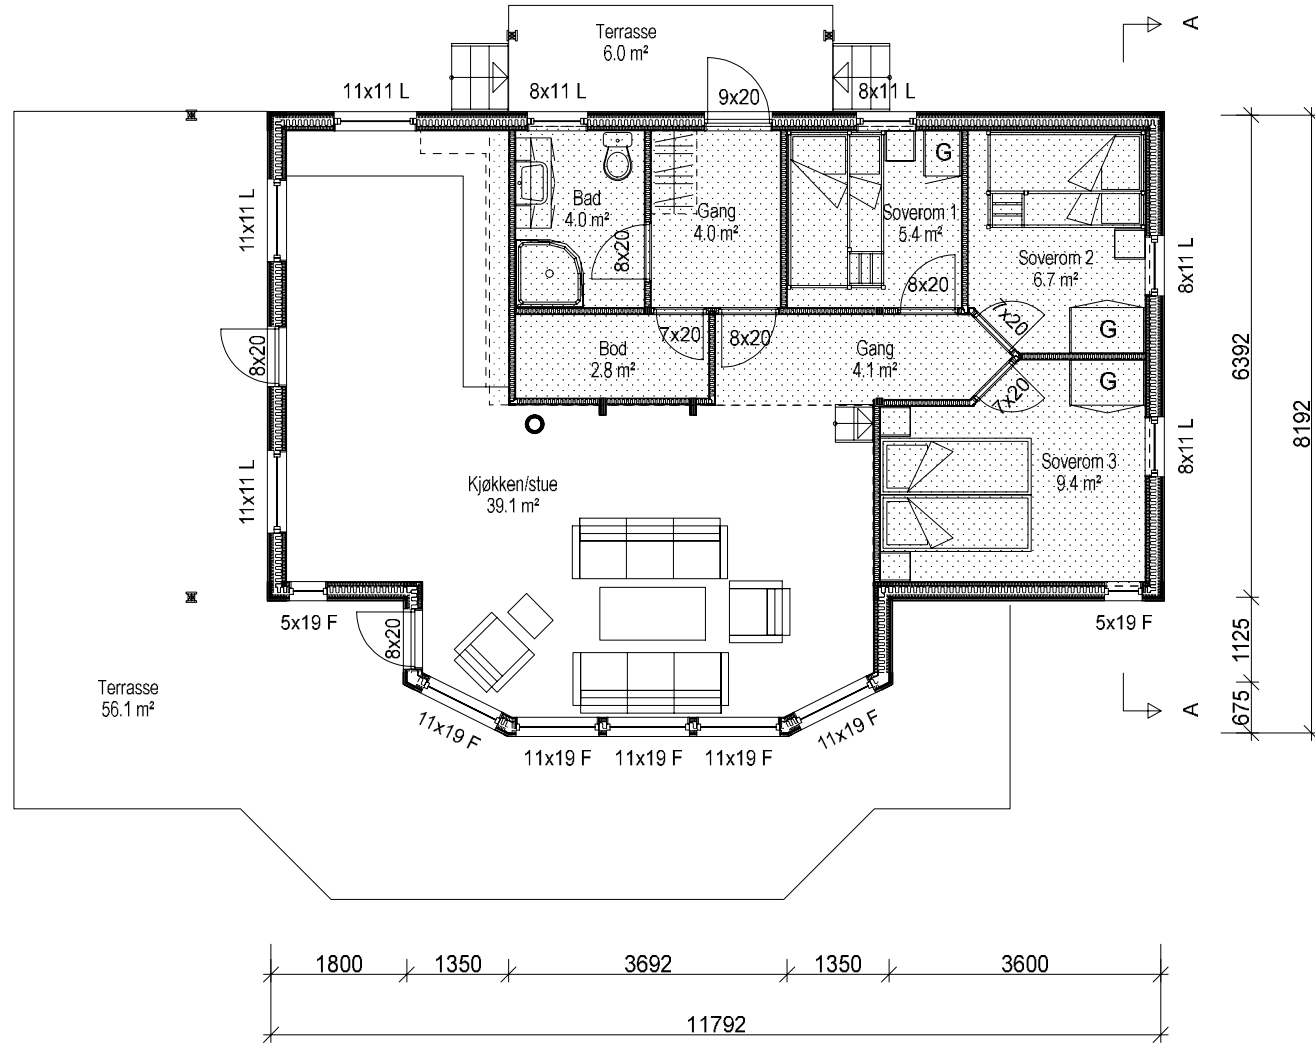 Terrasse
6.0 m²
A
11x11 L
8x11 L
9x20
8x11 L
G
Bad
4.0 m²
8x20
Gang
4.0 m²
Soverom 1
5.4 m²
8x20
Soverom 2
6.7 m²
7x20
G
11x11 L
8x11 L
8x20
Bod
2.8 m²
7x20
8x20
Gang
4.1 m²
7x20
G
6392
8192
11x11 L
Kjøkken/stue
39.1 m²
Soverom 3
9.4 m²
8x11 L
5x19 F
8x20
5x19 F
1125
675
A
Terrasse
56.1 m²
11x19 F
11x19 F
11x19 F
11x19 F
11x19 F
1800
1350
3692
1350
3600
11792